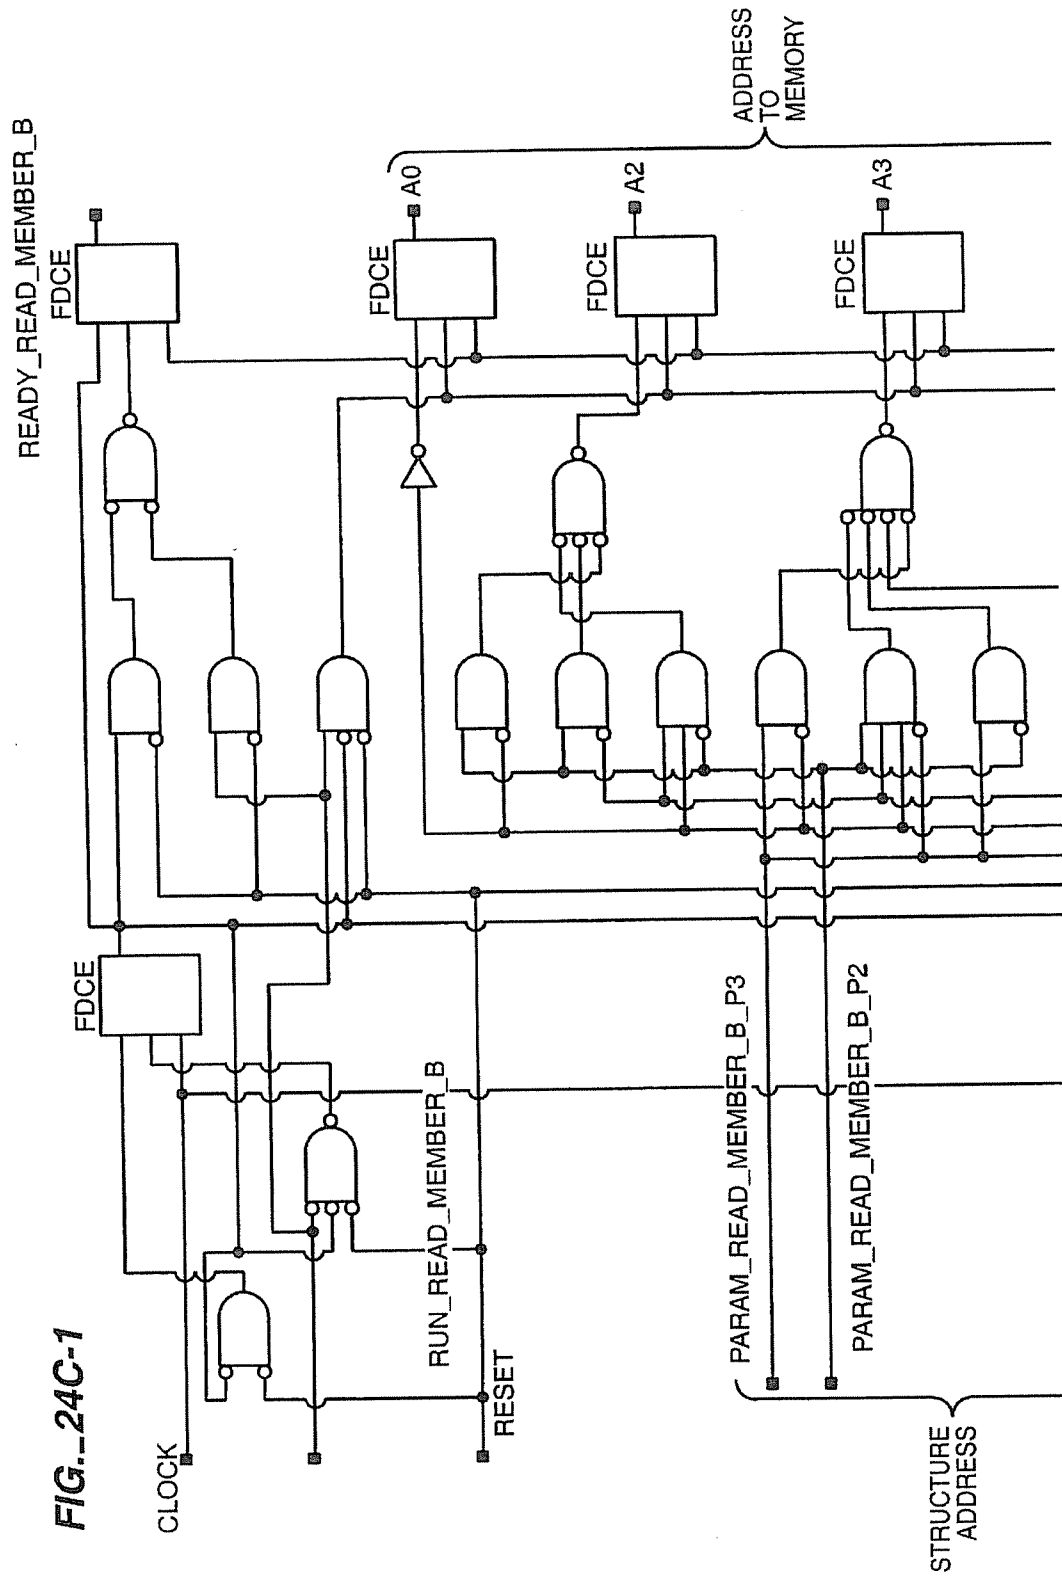 FIG._24C-1
CLOCK
RUN_READ_MEMBER_B
RESET
STRUCTURE
ADDRESS
PARAM_READ_MEMBER_B_P3
PARAM_READ_MEMBER_B_P2
FDCE
READY_READ_MEMBER_B
FDCE
FDCE
A0
FDCE
A2
FDCE
A3
ADDRESS
TO
MEMORY